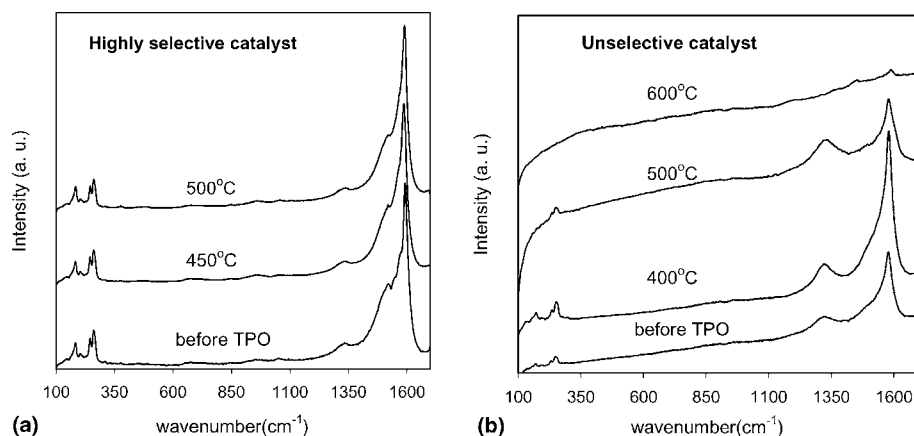 Highly selective catalyst
Intensity (a. u.)
500°C
450°C
before TPO
100 350 600 850 1100 1350 1600
(a)
wavenumber(cm-1)
Unselective catalyst
Intensity (a. u.)
600°C
500°C
400°C
before TPO
100 350 600 850 1100 1350 1600
(b)
wavenumber(cm-1)